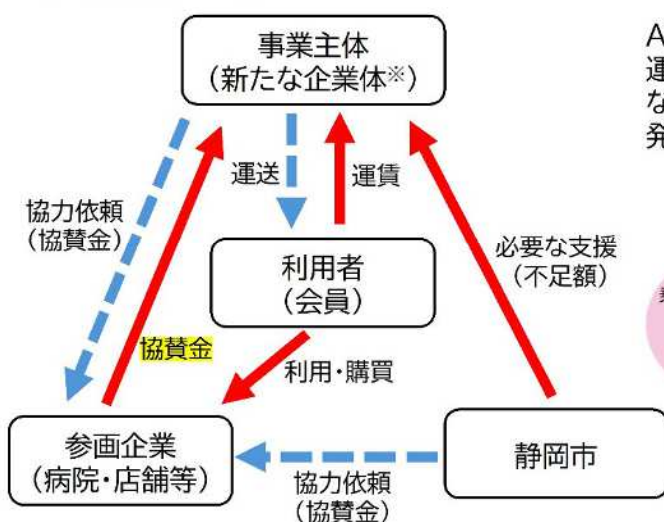 事業主体
（新たな企業体※）
運送
運賃
協力依頼
（協賛金）
利用者
（会員）
必要な支援
（不足額）
協賛金
利用・購買
参画企業
（病院・店舗等）
静岡市
協力依頼
（協賛金）
A
運
な
発